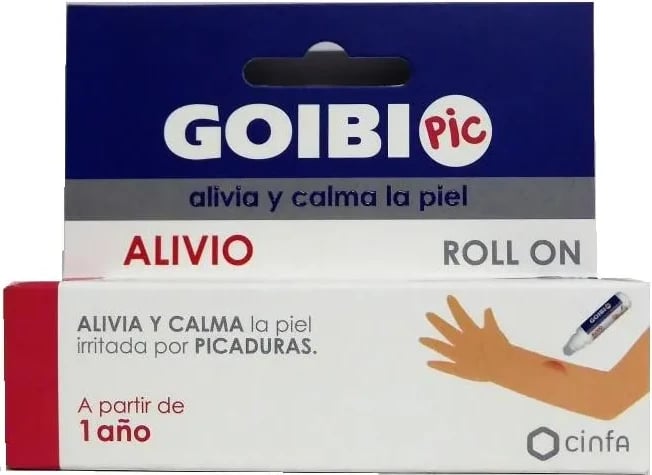 GOIBI PIC
alivia y calma la piel
ALIVIO
ROLL ON
ALIVIA Y CALMA la piel
irritada por PICADURAS.
A partir de
1 año
GOIBI
cinfa